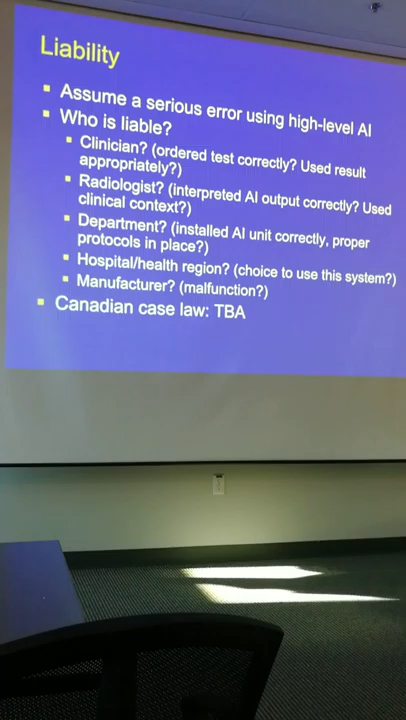 Liability
▪ Assume a serious error using high-level AI
▪ Who is liable?
▪ Clinician? (ordered test correctly? Used result
appropriately?)
▪ Radiologist? (interpreted AI output correctly? Used
clinical context?)
▪ Department? (installed AI unit correctly, proper
protocols in place?)
▪ Hospital/health region? (choice to use this system?)
▪ Manufacturer? (malfunction?)
▪ Canadian case law: TBA